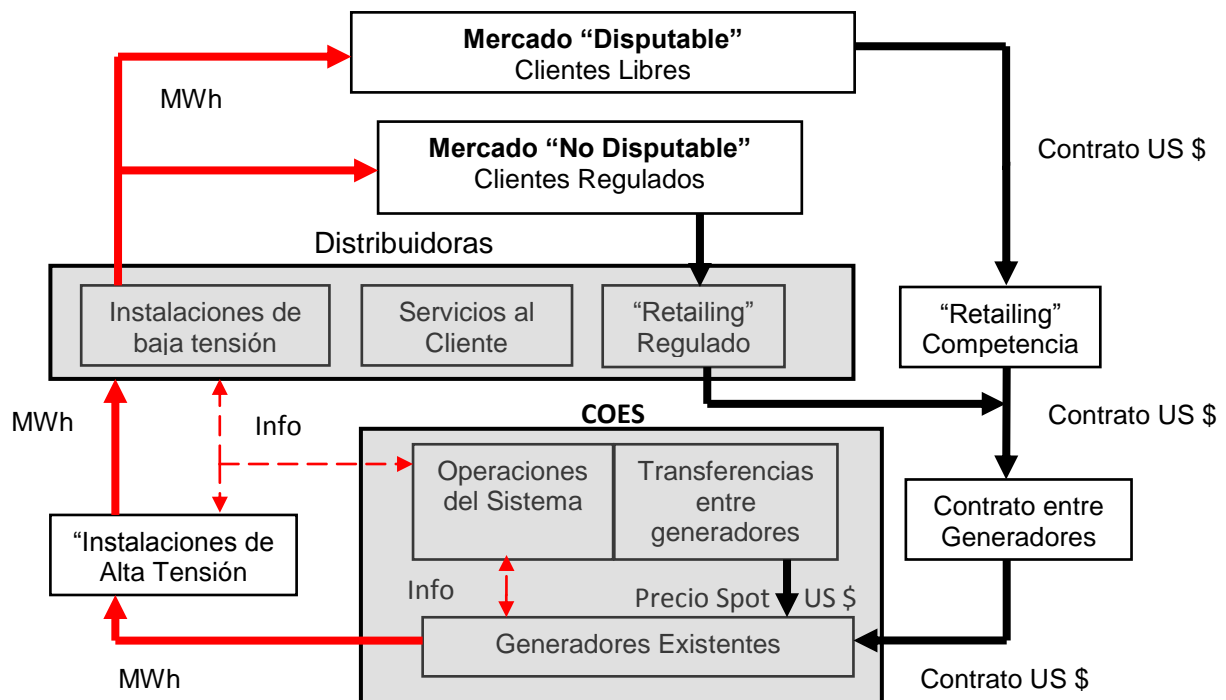 Mercado “Disputable”
Clientes Libres
MWh
Mercado “No Disputable”
Clientes Regulados
Contrato US $
Distribuidoras
Instalaciones de
baja tensión
Servicios al
Cliente
“Retailing”
Regulado
“Retailing”
Competencia
MWh
Info
COES
Contrato US $
Operaciones
del Sistema
Transferencias
entre
generadores
Contrato entre
Generadores
“Instalaciones de
Alta Tensión
Info
Precio Spot
US $
Generadores Existentes
MWh
Contrato US $